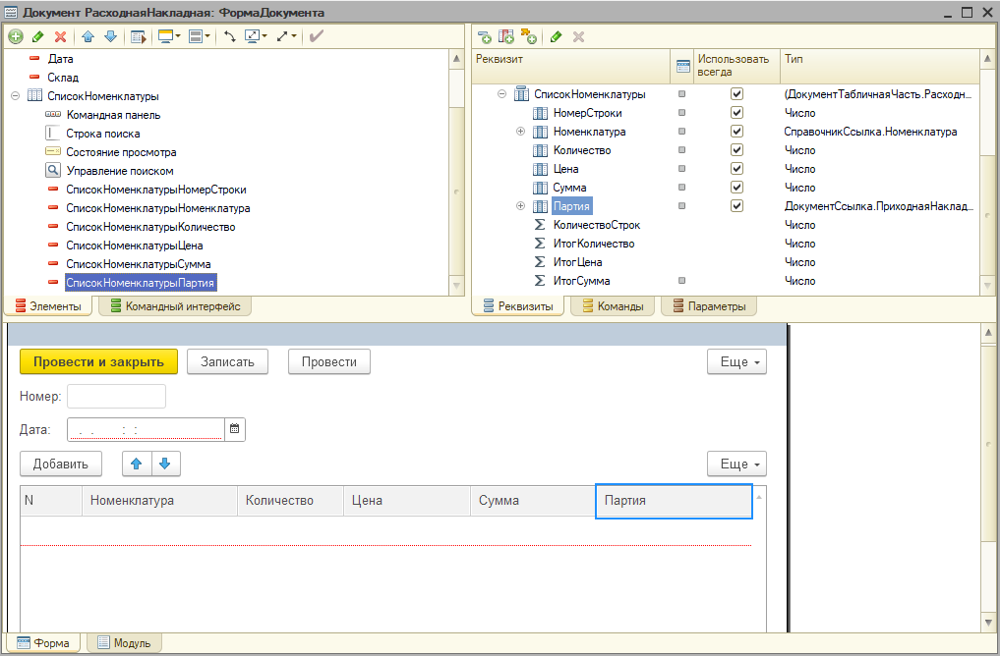 Документ РасходнаяНакладная: ФормаДокумента
Дата
Склад
СписокНоменклатуры
Командная панель
Строка поиска
Состояние просмотра
Управление поиском
СписокНоменклатурыНомерСтроки
СписокНоменклатурыНоменклатура
СписокНоменклатурыКоличество
СписокНоменклатурыЦена
СписокНоменклатурыСумма
СписокНоменклатурыПартия
Элементы Командный интерфейс
Реквизит Использовать всегда Тип
СписокНоменклатуры (ДокументТабличнаяЧасть.Расходн...
НомерСтроки Число
Номенклатура СправочникСсылка.Номенклатура
Количество Число
Цена Число
Сумма Число
Партия ДокументСсылка.ПриходнаяНаклад...
КоличествоСтрок Число
ИтогКоличество Число
ИтогЦена Число
ИтогСумма Число
Реквизиты Команды Параметры
Провести и закрыть Записать Провести Еще
Номер:
Дата: . . : :
Добавить Еще
N Номенклатура Количество Цена Сумма Партия
Форма Модуль